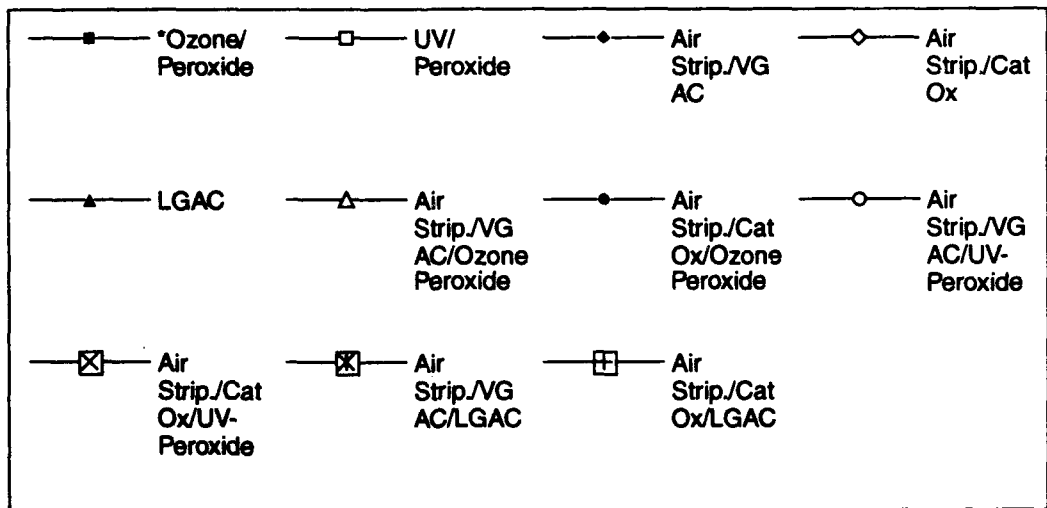 *Ozone/
Peroxide
UV/
Peroxide
Air
Strip./VG
AC
Air
Strip./Cat
Ox
LGAC
Air
Strip./VG
AC/Ozone
Peroxide
Air
Strip./Cat
Ox/Ozone
Peroxide
Air
Strip./VG
AC/UV-
Peroxide
Air
Strip./Cat
Ox/UV-
Peroxide
Air
Strip./VG
AC/LGAC
Air
Strip./Cat
Ox/LGAC